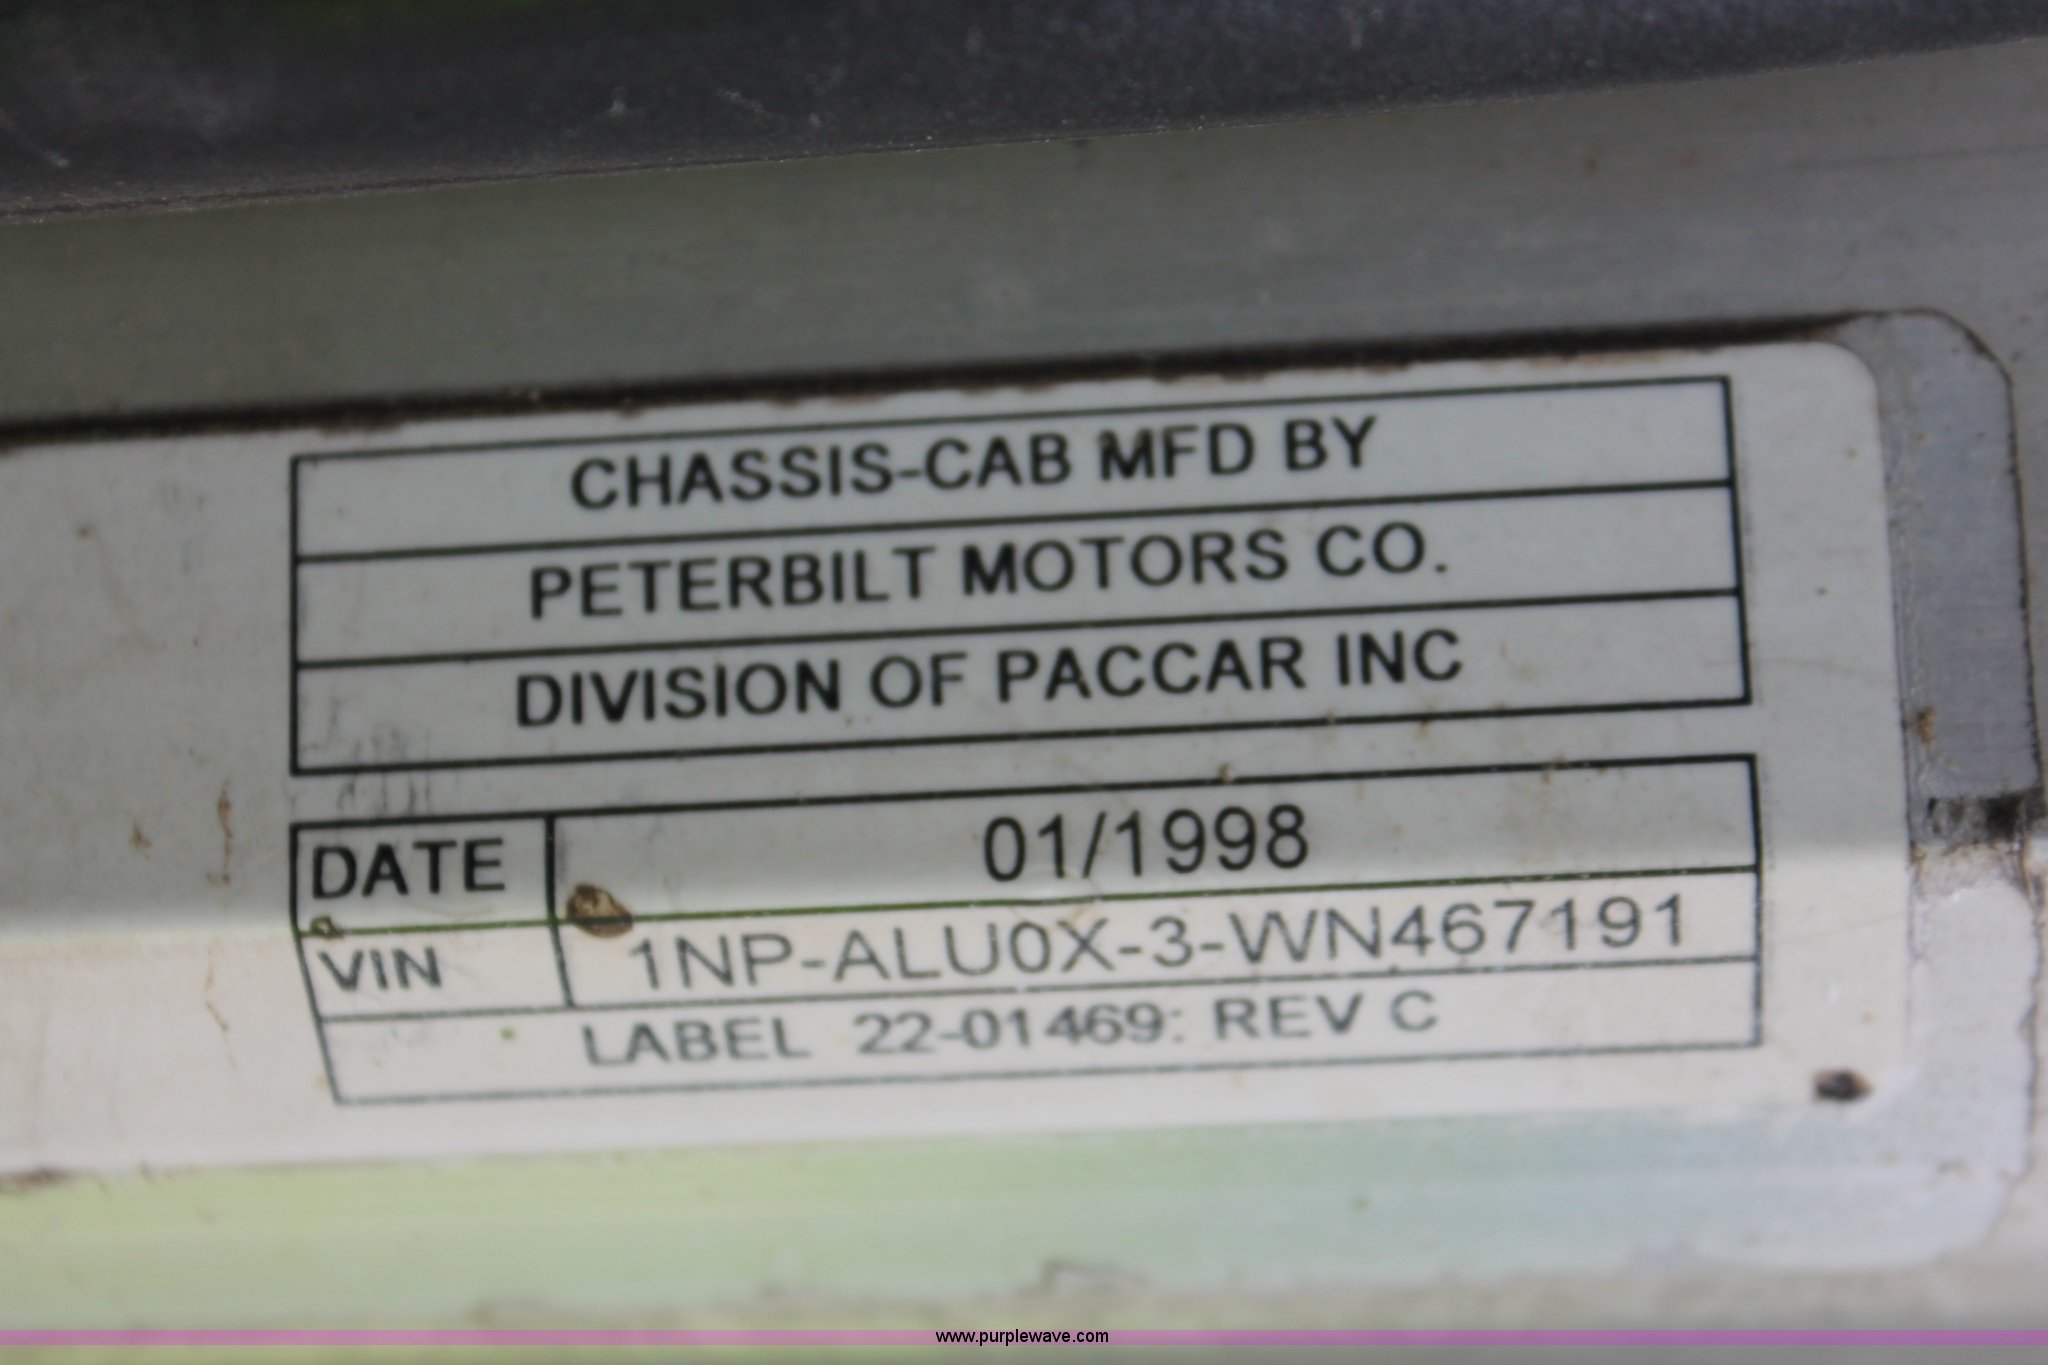 CHASSIS-CAB MFD BY
PETERBILT MOTORS CO.
DIVISION OF PACCAR INC
DATE 01/1998
VIN 1NP-ALU0X-3-WN467191
LABEL 22-01469: REV C
www.purplewave.com